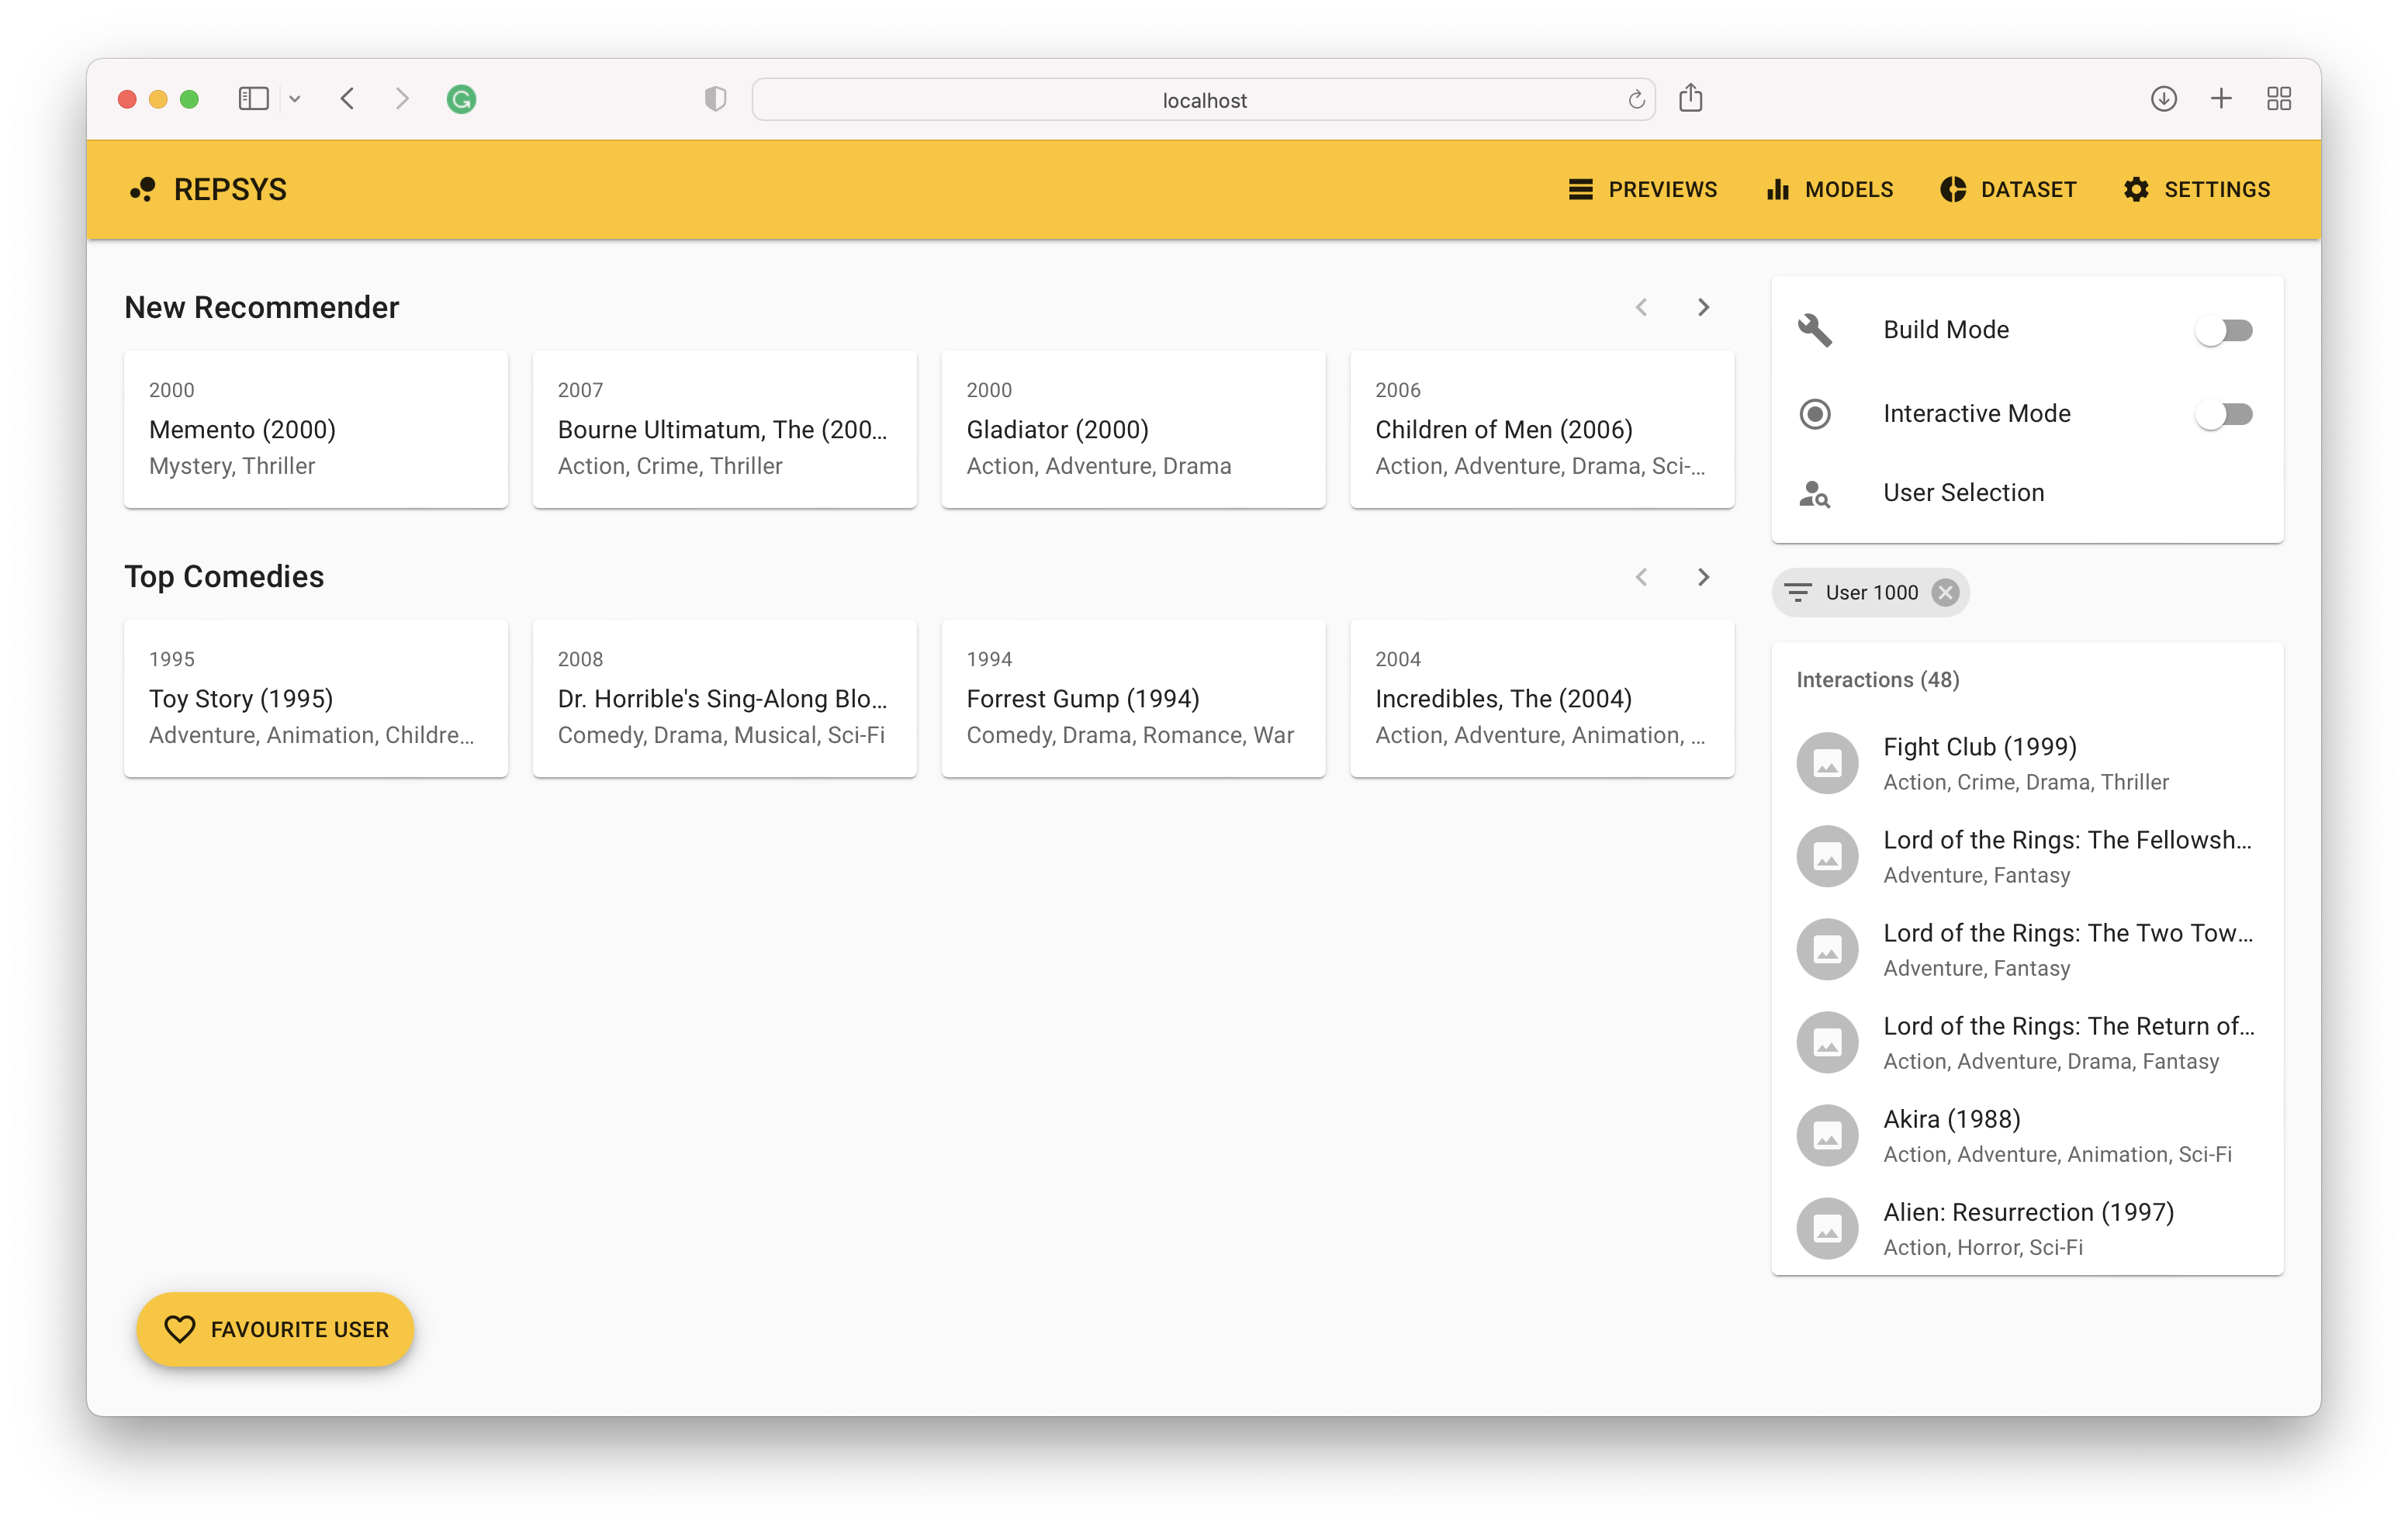 localhost
REPSYS
PREVIEWS
MODELS
DATASET
SETTINGS
New Recommender
2000
Memento (2000)
Mystery, Thriller
2007
Bourne Ultimatum, The (200...
Action, Crime, Thriller
2000
Gladiator (2000)
Action, Adventure, Drama
2006
Children of Men (2006)
Action, Adventure, Drama, Sci-...
Top Comedies
1995
Toy Story (1995)
Adventure, Animation, Childre...
2008
Dr. Horrible's Sing-Along Blo...
Comedy, Drama, Musical, Sci-Fi
1994
Forrest Gump (1994)
Comedy, Drama, Romance, War
2004
Incredibles, The (2004)
Action, Adventure, Animation, ...
FAVOURITE USER
Build Mode
Interactive Mode
User Selection
User 1000
Interactions (48)
Fight Club (1999)
Action, Crime, Drama, Thriller
Lord of the Rings: The Fellowsh...
Adventure, Fantasy
Lord of the Rings: The Two Tow...
Adventure, Fantasy
Lord of the Rings: The Return of...
Action, Adventure, Drama, Fantasy
Akira (1988)
Action, Adventure, Animation, Sci-Fi
Alien: Resurrection (1997)
Action, Horror, Sci-Fi